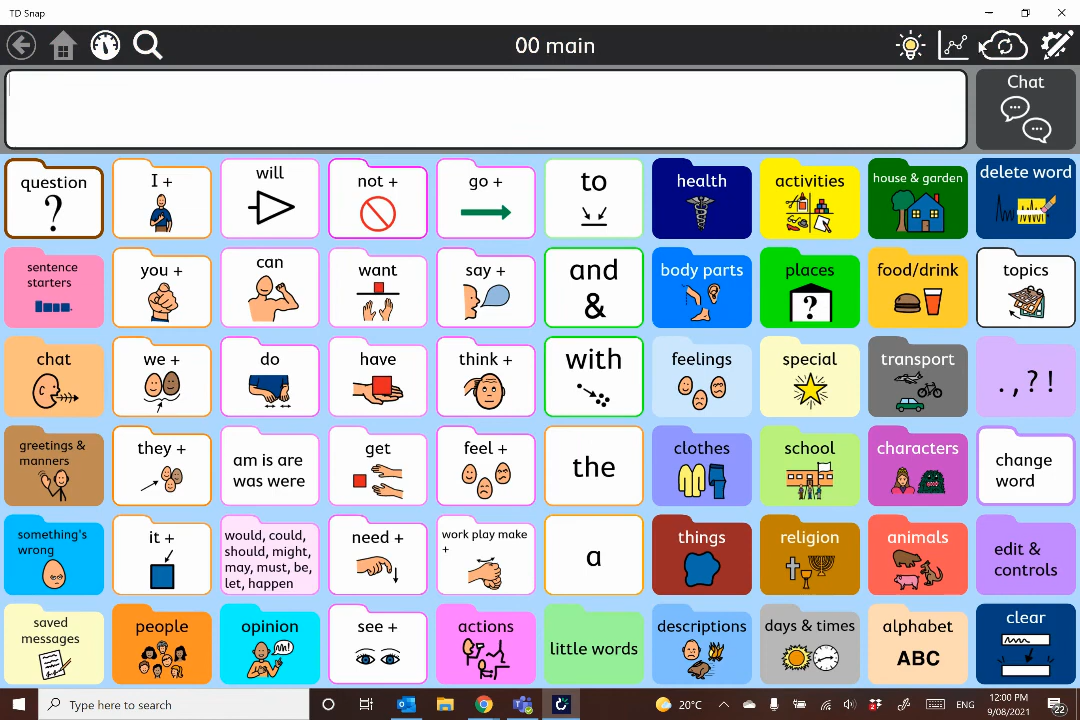 TD Snap
00 main
Chat
question
?
I +
will
not +
go +
to
health
activities
house & garden
delete word
sentence
starters
you +
can
want
say +
and
&
body parts
places
?
food/drink
topics
chat
we +
do
have
think +
with
feelings
special
transport
. , ? !
greetings &
manners
they +
am is are
was were
get
feel +
the
clothes
school
characters
change
word
something's
wrong
it +
would, could,
should, might,
may, must, be,
let, happen
need +
work play make
+
a
things
religion
animals
edit &
controls
saved
messages
people
opinion
m!
see +
actions
little words
descriptions
days & times
alphabet
ABC
clear
Type here to search
20°C
ENG
12:00 PM
9/08/2021
22